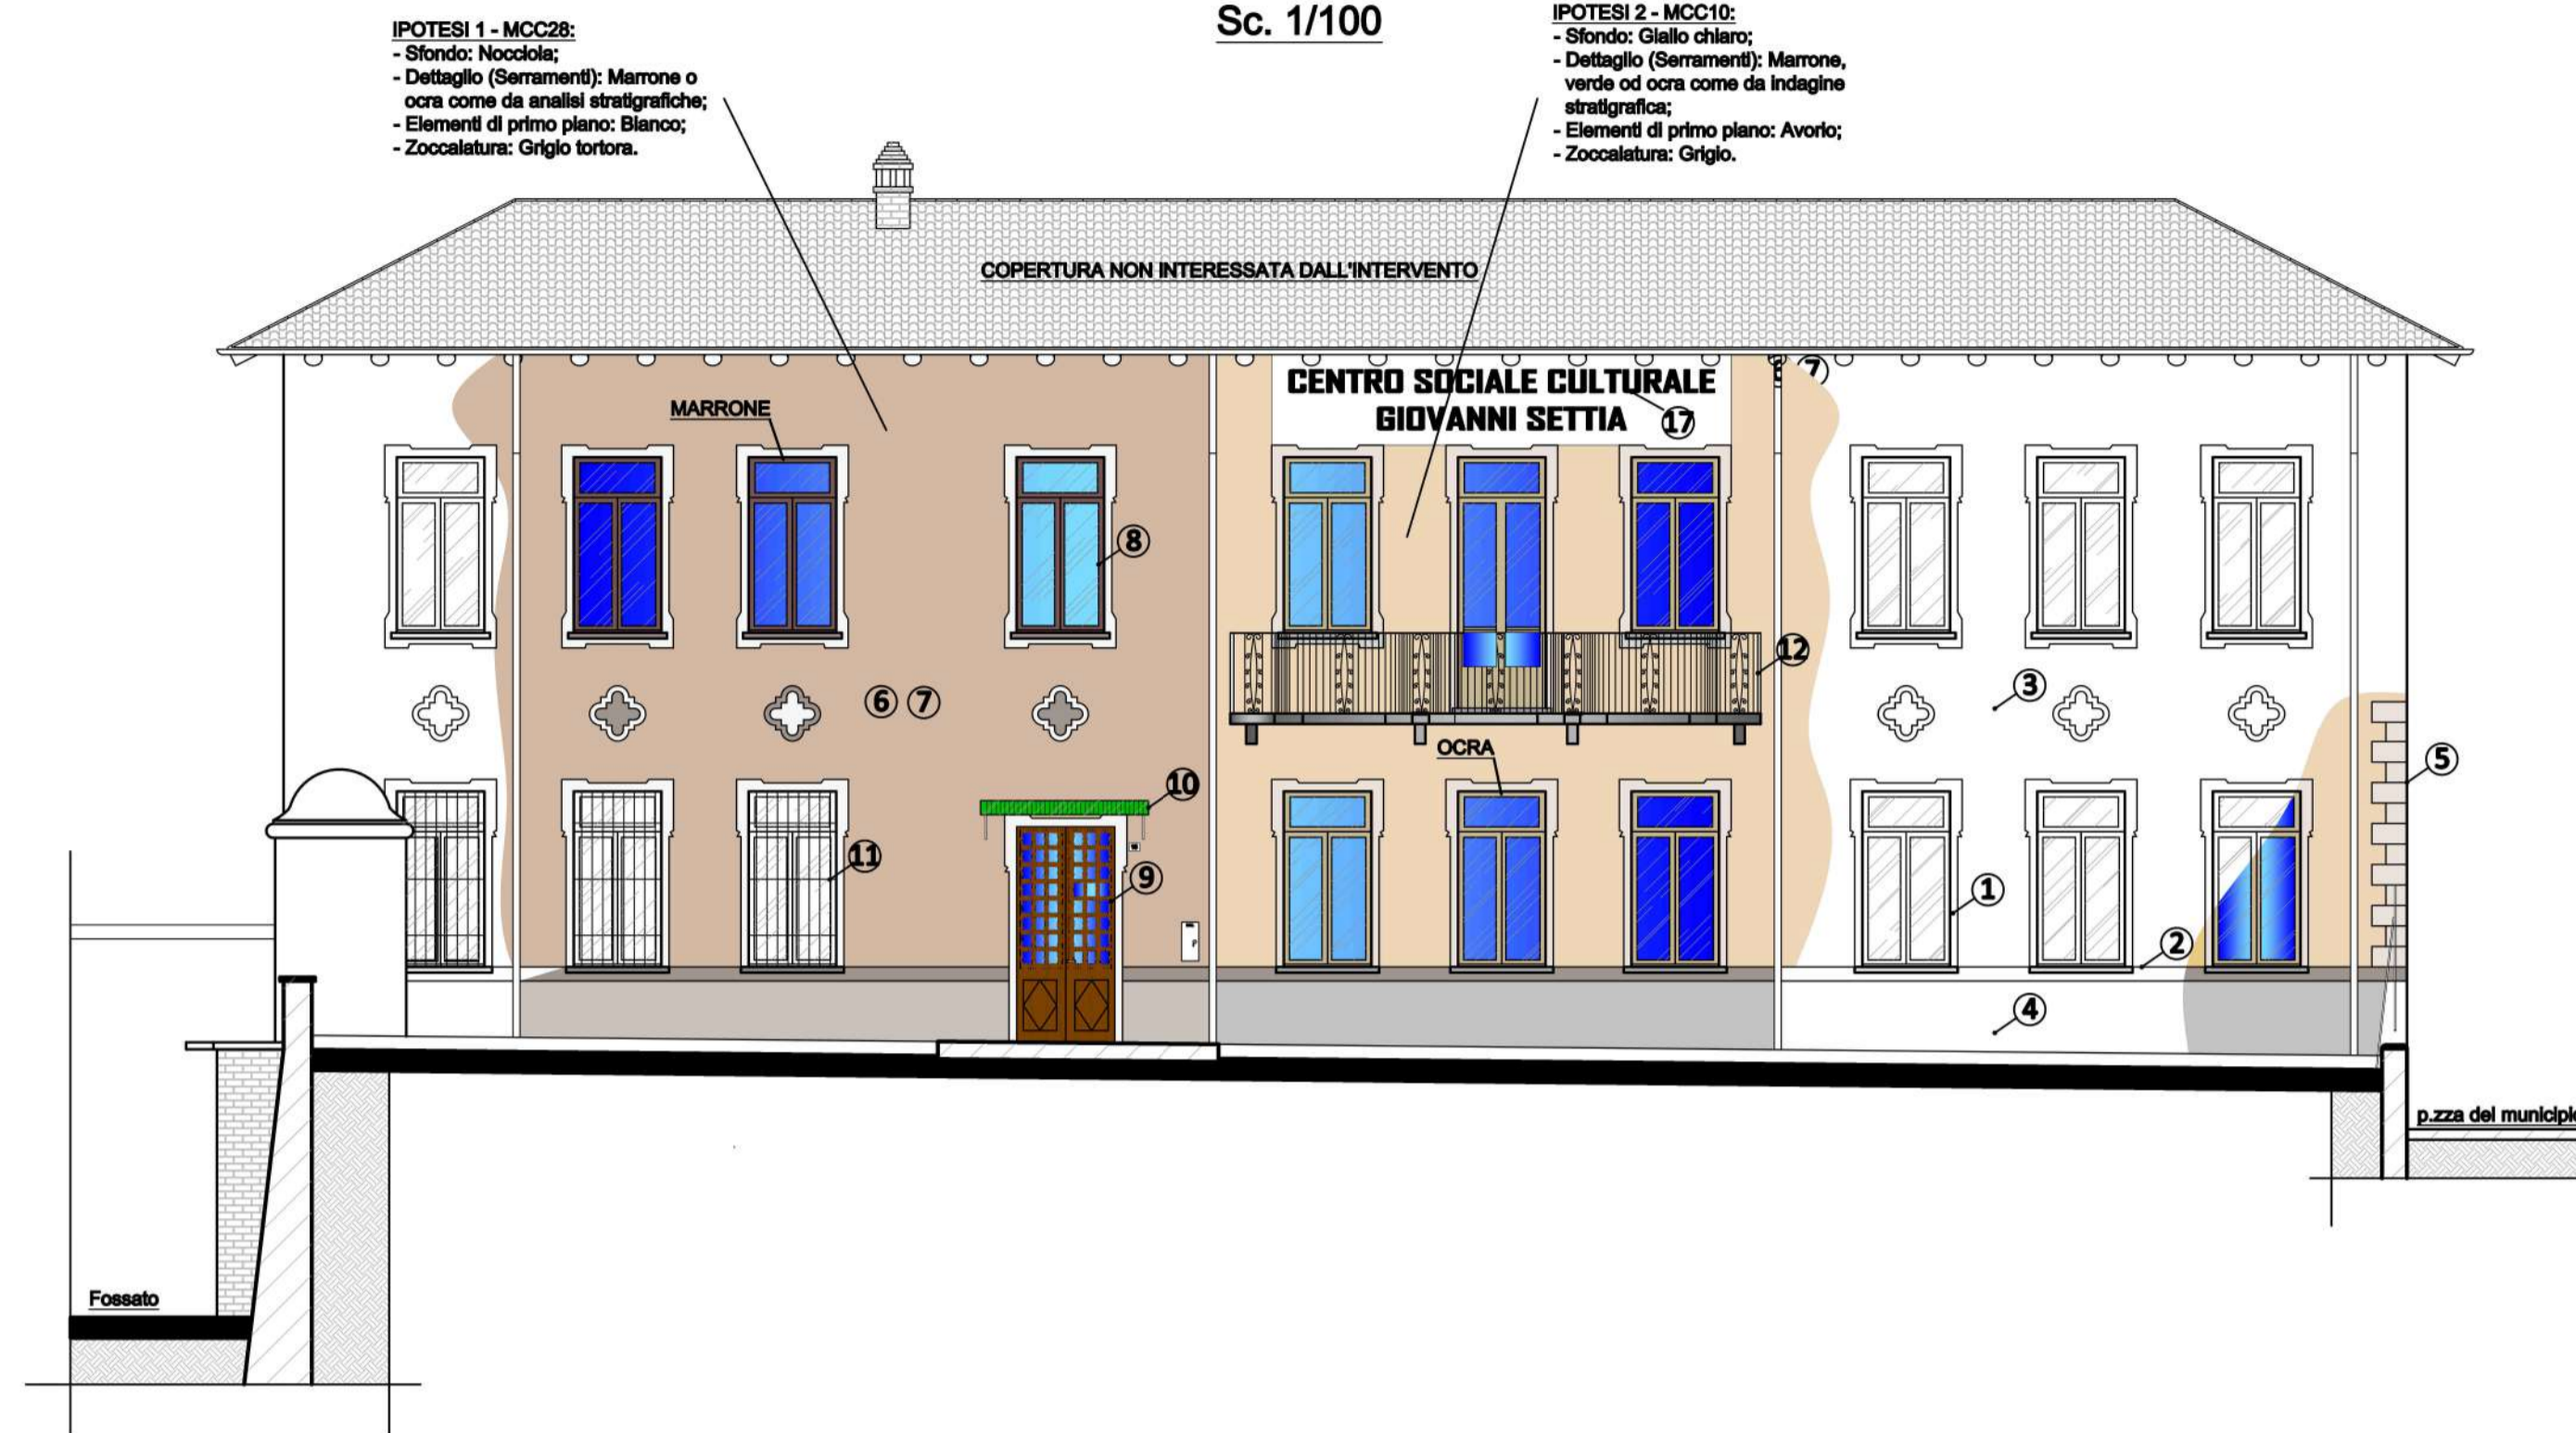 Sc. 1/100
IPOTESI 1 - MCC28:
- Sfondo: Nocciola;
- Dettaglio (Serramenti): Marrone o
ocra come da analisi stratigrafiche;
- Elementi di primo piano: Bianco;
- Zoccalatura: Grigio tortora.
IPOTESI 2 - MCC10:
- Sfondo: Giallo chiaro;
- Dettaglio (Serramenti): Marrone,
verde od ocra come da indagine
stratigrafica;
- Elementi di primo piano: Avorio;
- Zoccalatura: Grigio.
COPERTURA NON INTERESSATA DALL'INTERVENTO
CENTRO SOCIALE CULTURALE
GIOVANNI SETTIA
17
7
MARRONE
8
12
6 7
3
OCRA
5
10
11
9
1
2
4
p.zza del municipio
Fossato